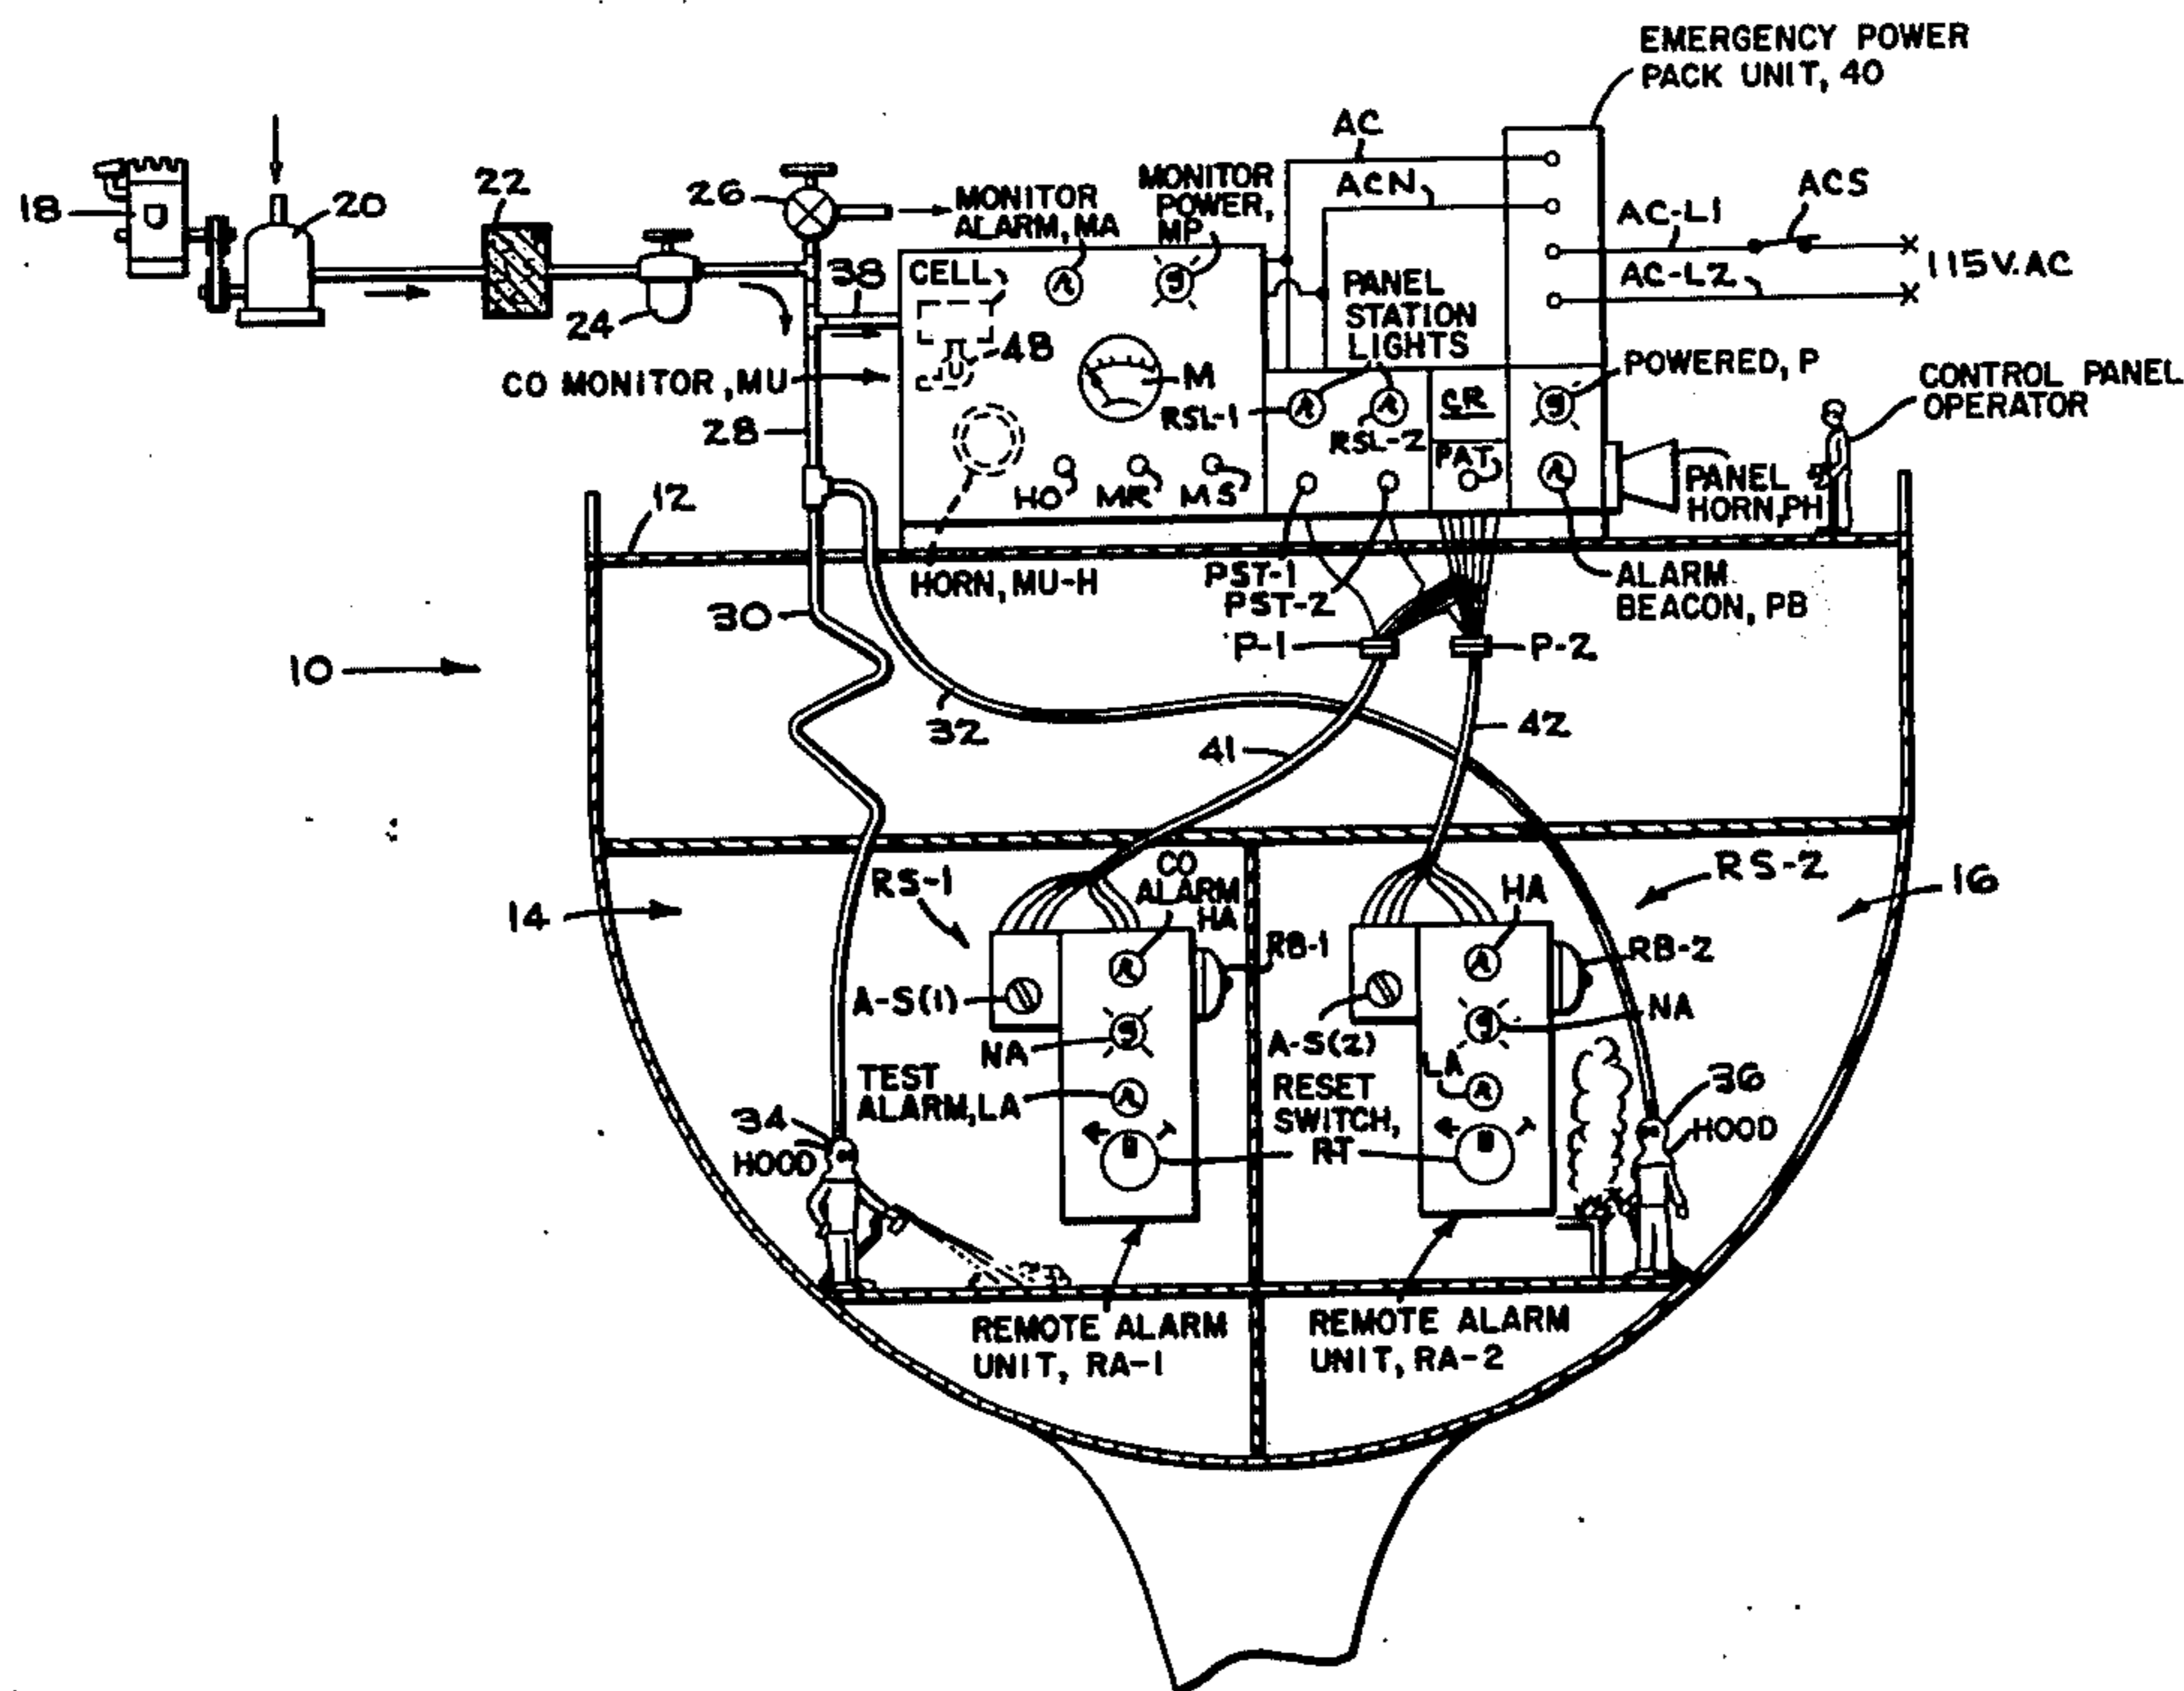 EMERGENCY POWER
PACK UNIT, 40
AC
MONITOR
POWER,
MP
18
20
22
26
MONITOR
ALARM, MA
ACN
AC-L1
ACS
24
38
CELL
PANEL
STATION
LIGHTS
AC-L2
115V.AC
48
CO MONITOR, MU
M
POWERED, P
CONTROL PANEL
OPERATOR
28
RSL-1
RSL-2
CR
PAT
12
HO
MR
MS
PANEL
HORN, PH
HORN, MU-H
PST-1
PST-2
ALARM
BEACON, PB
30
P-1
P-2
10
32
41
42
14
RS-1
CO
ALARM
HA
HA
RS-2
16
RB-1
RB-2
A-S(1)
A-S(2)
NA
NA
TEST
ALARM, LA
LA
RESET
SWITCH,
RT
34
HOOD
36
HOOD
REMOTE ALARM
UNIT, RA-1
REMOTE ALARM
UNIT, RA-2